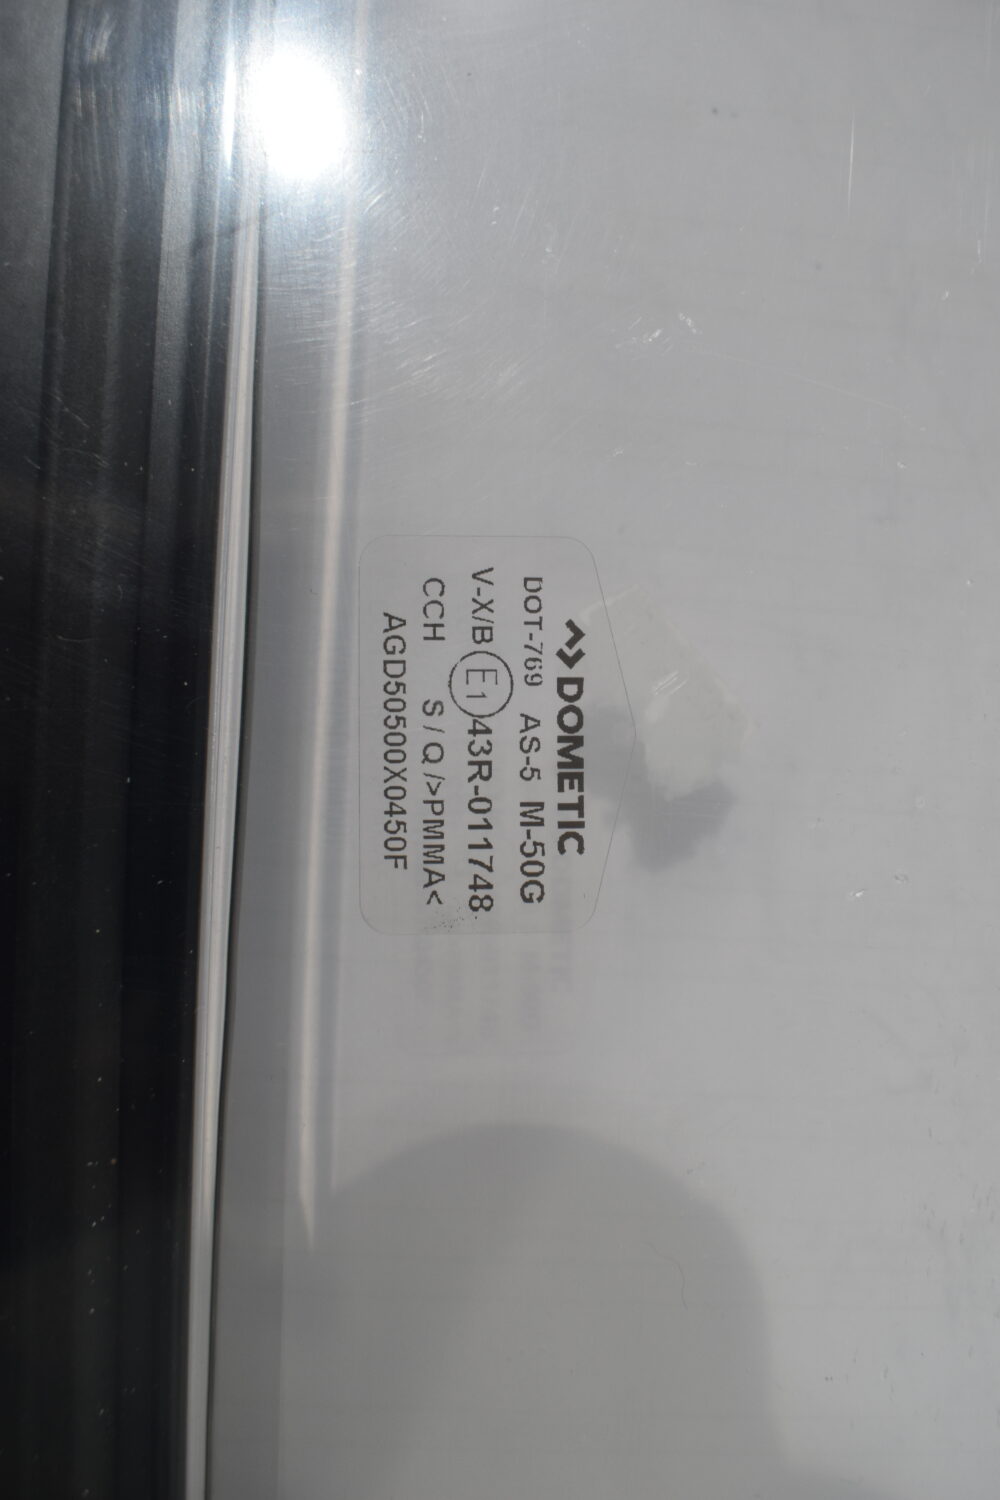 DOMETIC
DOT-769 AS-5 M-50G
V-X/B E1 43R-011748
CCH S / Q />PMMA<
AGD50500X0450F